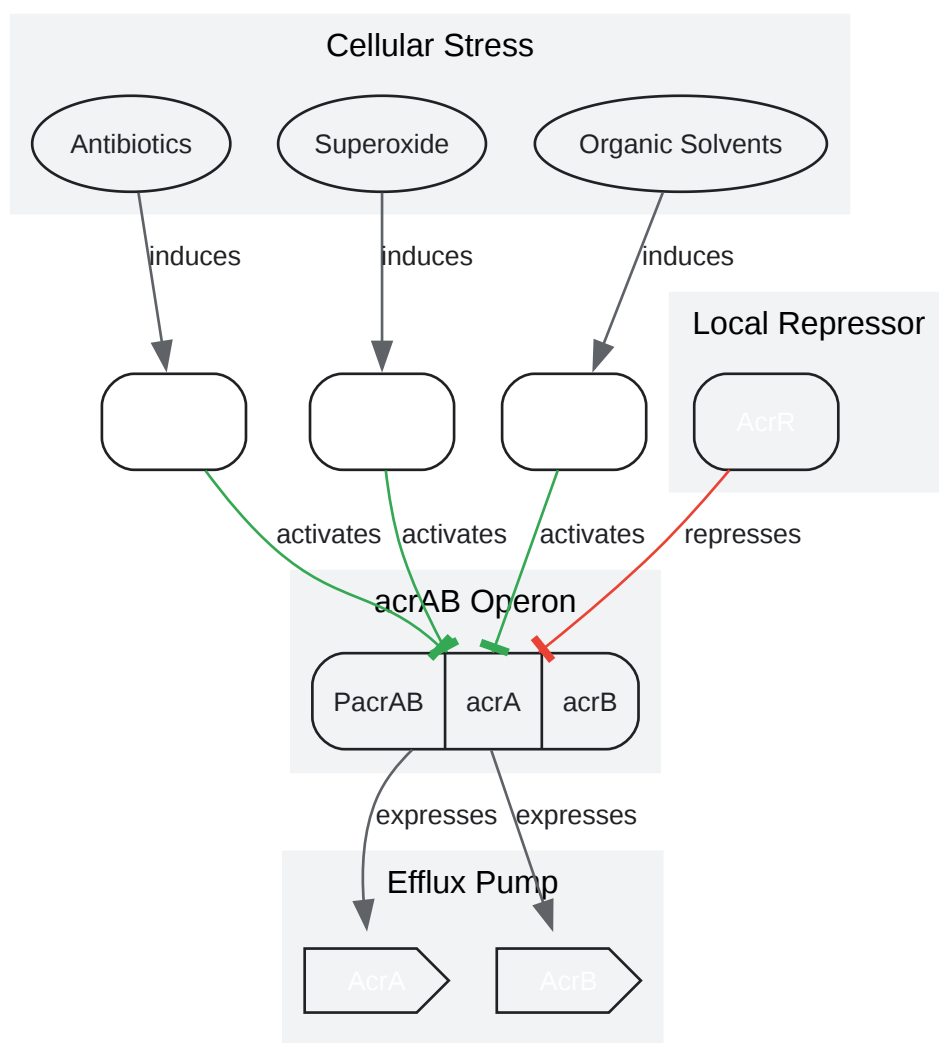 Cellular Stress
Antibiotics
Superoxide
Organic Solvents
induces
induces
induces
Local Repressor
AcrR
activates
activates
activates
represses
acrAB Operon
PacrAB
acrA
acrB
expresses
expresses
Efflux Pump
AcrA
AcrB